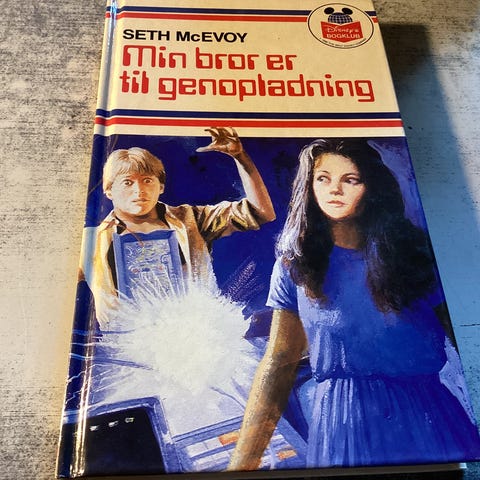 SETH McEVOY
Min bror er
til genopladning
Disney's
BOGKLUB